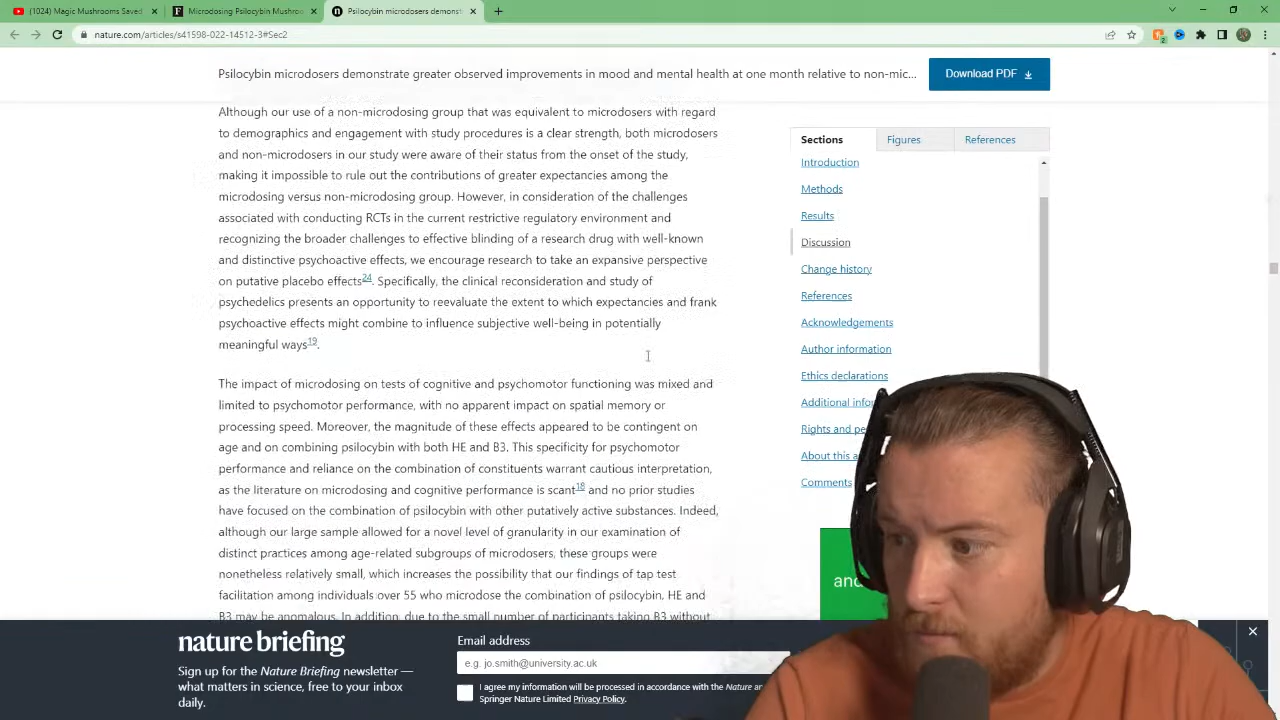 (1024) Magic Mushrooms Saved
Microdosing Psilocybin Mushroo
Psilocybin microdosers demonst
nature.com/articles/s41598-022-14512-3#Sec2
Psilocybin microdosers demonstrate greater observed improvements in mood and mental health at one month relative to non-mic...
Download PDF
Although our use of a non-microdosing group that was equivalent to microdosers with regard
to demographics and engagement with study procedures is a clear strength, both microdosers
and non-microdosers in our study were aware of their status from the onset of the study,
making it impossible to rule out the contributions of greater expectancies among the
microdosing versus non-microdosing group. However, in consideration of the challenges
associated with conducting RCTs in the current restrictive regulatory environment and
recognizing the broader challenges to effective blinding of a research drug with well-known
and distinctive psychoactive effects, we encourage research to take an expansive perspective
on putative placebo effects24. Specifically, the clinical reconsideration and study of
psychedelics presents an opportunity to reevaluate the extent to which expectancies and frank
psychoactive effects might combine to influence subjective well-being in potentially
meaningful ways19.
The impact of microdosing on tests of cognitive and psychomotor functioning was mixed and
limited to psychomotor performance, with no apparent impact on spatial memory or
processing speed. Moreover, the magnitude of these effects appeared to be contingent on
age and on combining psilocybin with both HE and B3. This specificity for psychomotor
performance and reliance on the combination of constituents warrant cautious interpretation,
as the literature on microdosing and cognitive performance is scant18 and no prior studies
have focused on the combination of psilocybin with other putatively active substances. Indeed,
although our large sample allowed for a novel level of granularity in our examination of
distinct practices among age-related subgroups of microdosers, these groups were
nonetheless relatively small, which increases the possibility that our findings of tap test
facilitation among individuals over 55 who microdose the combination of psilocybin, HE and
B3 may be anomalous. In addition, due to the small number of participants taking B3 without
Sections Figures References
Introduction
Methods
Results
Discussion
Change history
References
Acknowledgements
Author information
Ethics declarations
Additional info
Rights and pe
About this a
Comments
and
nature briefing
Sign up for the Nature Briefing newsletter —
what matters in science, free to your inbox
daily.
Email address
e.g. jo.smith@university.ac.uk
I agree my information will be processed in accordance with the Nature an
Springer Nature Limited Privacy Policy.